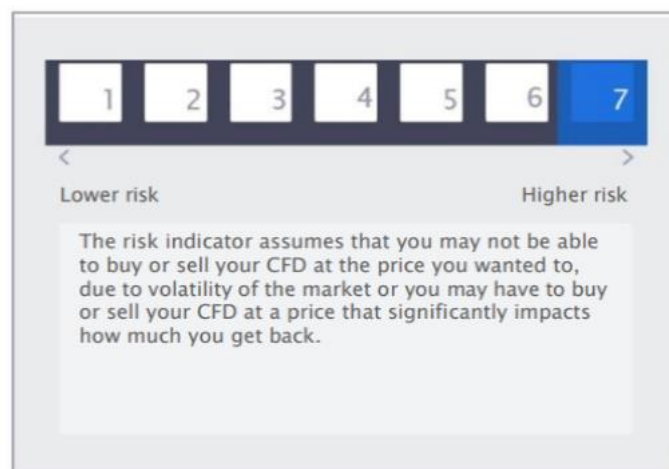 1 2 3 4 5 6 7
< >
Lower risk Higher risk
The risk indicator assumes that you may not be able
to buy or sell your CFD at the price you wanted to,
due to volatility of the market or you may have to buy
or sell your CFD at a price that significantly impacts
how much you get back.